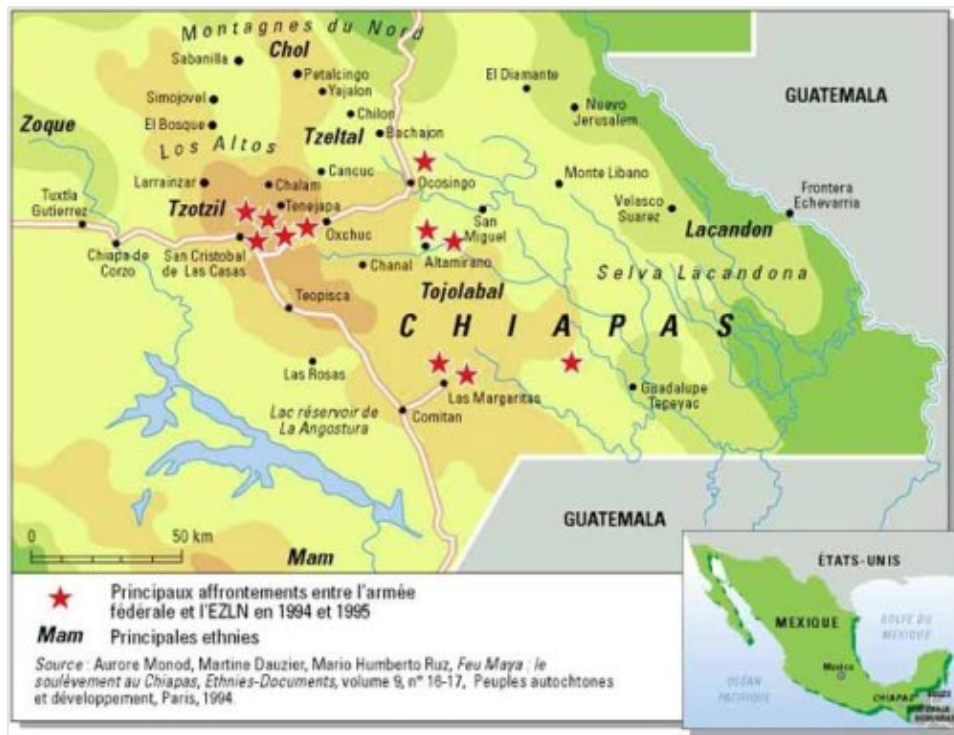 Montagnes du Nord
Chol
Sabanilla
Petalcingo
Yajalon
El Diamante
GUATEMALA
Simojovel
Chilon
Nuevo
Jerusalem
Zoque
El Bosque
Tzeltal
Bachajon
Los Altos
Larrainzar
Chalam
Cancuc
Ocosingo
Monte Libano
Frontera
Echevarria
Tuxtla
Gutierrez
Tzotzil
Tenejapa
Oxchuc
San
Miguel
Velasco
Suarez
Lacandon
Chiapa de
Corzo
San Cristobal
de Las Casas
Chanal
Altamirano
Selva Lacandona
Teopisca
Tojolabal
CHIAPAS
Las Rosas
Las Margaritas
Guadalupe
Tepeyac
Lac réservoir de
La Angostura
Comitan
0 50 km
Mam
GUATEMALA
Principaux affrontements entre l'armée
fédérale et l'EZLN en 1994 et 1995
Mam Principales ethnies
Source : Aurore Monod, Martine Dauzier, Mario Humberto Ruz, Feu Maya : le
soulèvement au Chiapas, Ethnies-Documents, volume 9, n° 16-17, Peuples autochtones
et développement, Paris, 1994.
ÉTATS-UNIS
MEXIQUE
GOLFE DU
MEXIQUE
Mexico
OCÉAN
PACIFIQUE
CHIAPAS